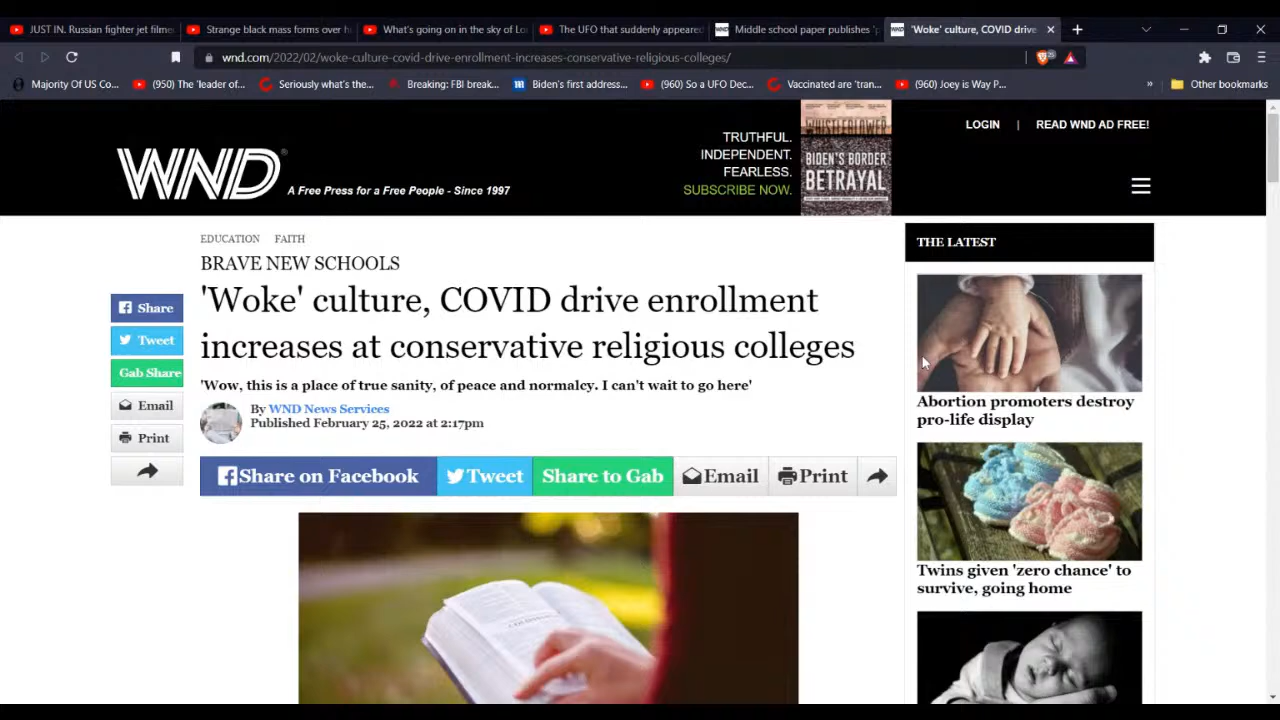 JUST IN. Russian fighter jet filme
Strange black mass forms over h
What's going on in the sky of Lo
The UFO that suddenly appeared
Middle school paper publishes 'p
'Woke' culture, COVID drive
wnd.com/2022/02/woke-culture-covid-drive-enrollment-increases-conservative-religious-colleges/
Majority Of US Co...
(950) The 'leader of...
Seriously what's the...
Breaking: FBI break...
Biden's first address...
(960) So a UFO Dec...
Vaccinated are 'tran...
(960) Joey is Way P...
»
Other bookmarks
WND
A Free Press for a Free People - Since 1997
TRUTHFUL.
INDEPENDENT.
FEARLESS.
SUBSCRIBE NOW.
WHISTLEBLOWER
BIDEN'S BORDER
BETRAYAL
LOGIN | READ WND AD FREE!
EDUCATION FAITH
BRAVE NEW SCHOOLS
'Woke' culture, COVID drive enrollment
increases at conservative religious colleges
'Wow, this is a place of true sanity, of peace and normalcy. I can't wait to go here'
By WND News Services
Published February 25, 2022 at 2:17pm
Share
Tweet
Gab Share
Email
Print
Share on Facebook
Tweet
Share to Gab
Email
Print
THE LATEST
Abortion promoters destroy
pro-life display
Twins given 'zero chance' to
survive, going home